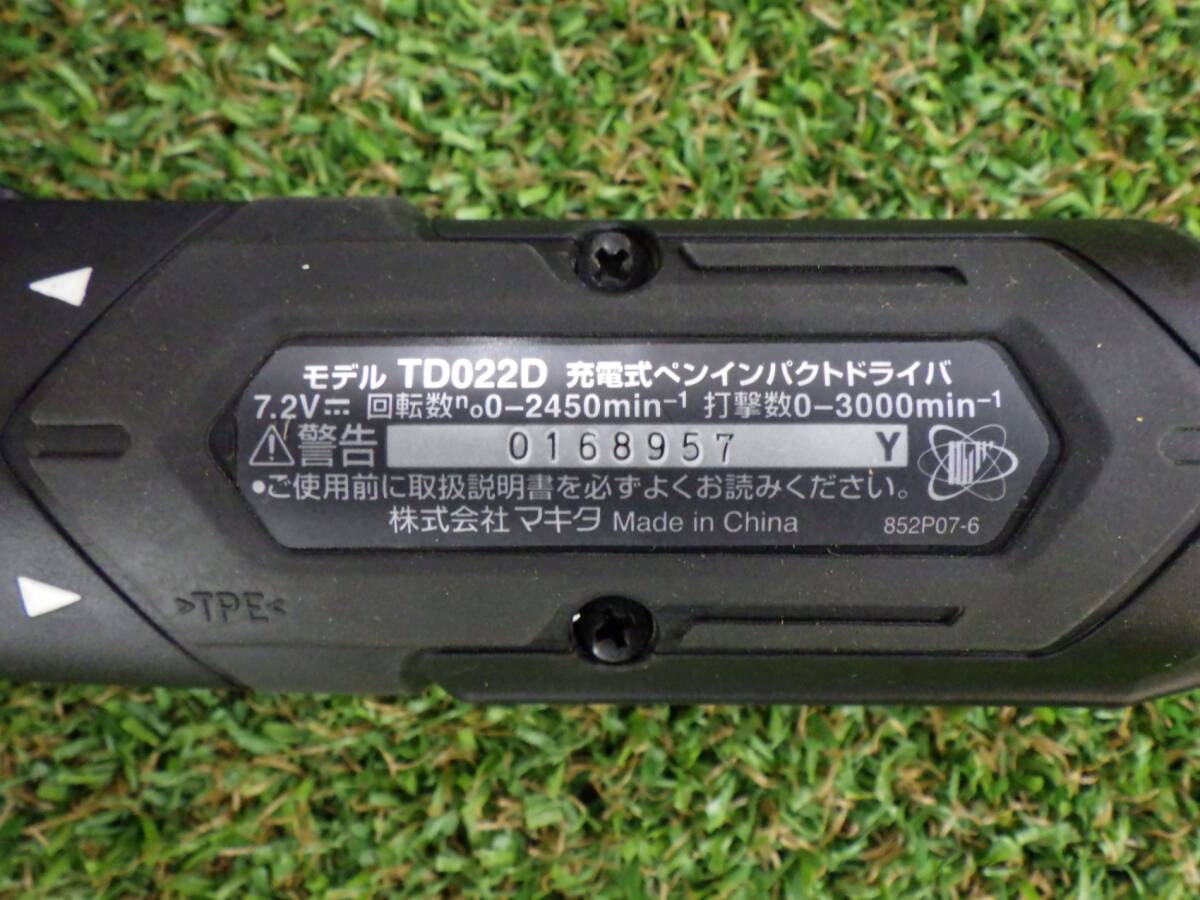 モデル TD022D 充電式ペンインパクトドライバ
7.2V⎓ 回転数ⁿo0-2450min⁻¹ 打撃数0-3000min⁻¹
⚠警告 0168957 Y
●ご使用前に取扱説明書を必ずよくお読みください。
株式会社 マキタ Made in China 852P07-6
>TPE<